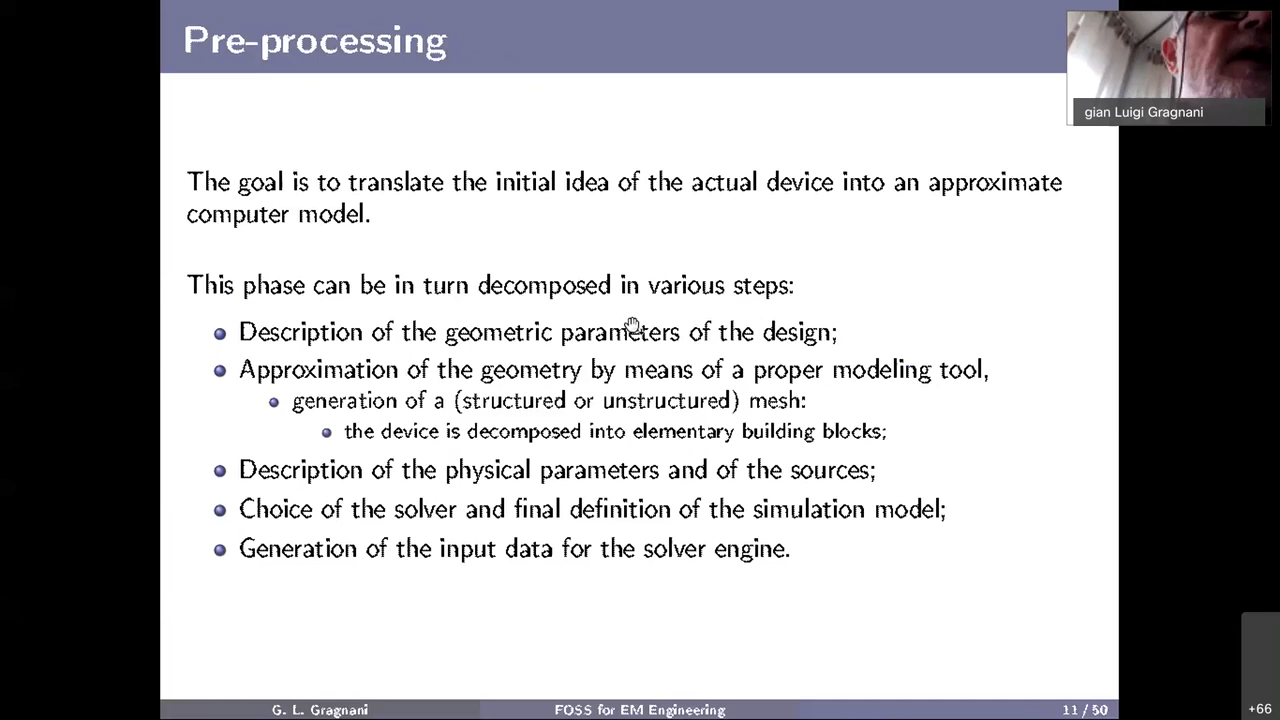 Pre-processing
gian Luigi Gragnani
The goal is to translate the initial idea of the actual device into an approximate
computer model.
This phase can be in turn decomposed in various steps:
Description of the geometric parameters of the design;
Approximation of the geometry by means of a proper modeling tool,
generation of a (structured or unstructured) mesh:
the device is decomposed into elementary building blocks;
Description of the physical parameters and of the sources;
Choice of the solver and final definition of the simulation model;
Generation of the input data for the solver engine.
G. L. Gragnani
FOSS for EM Engineering
11 / 50
+66